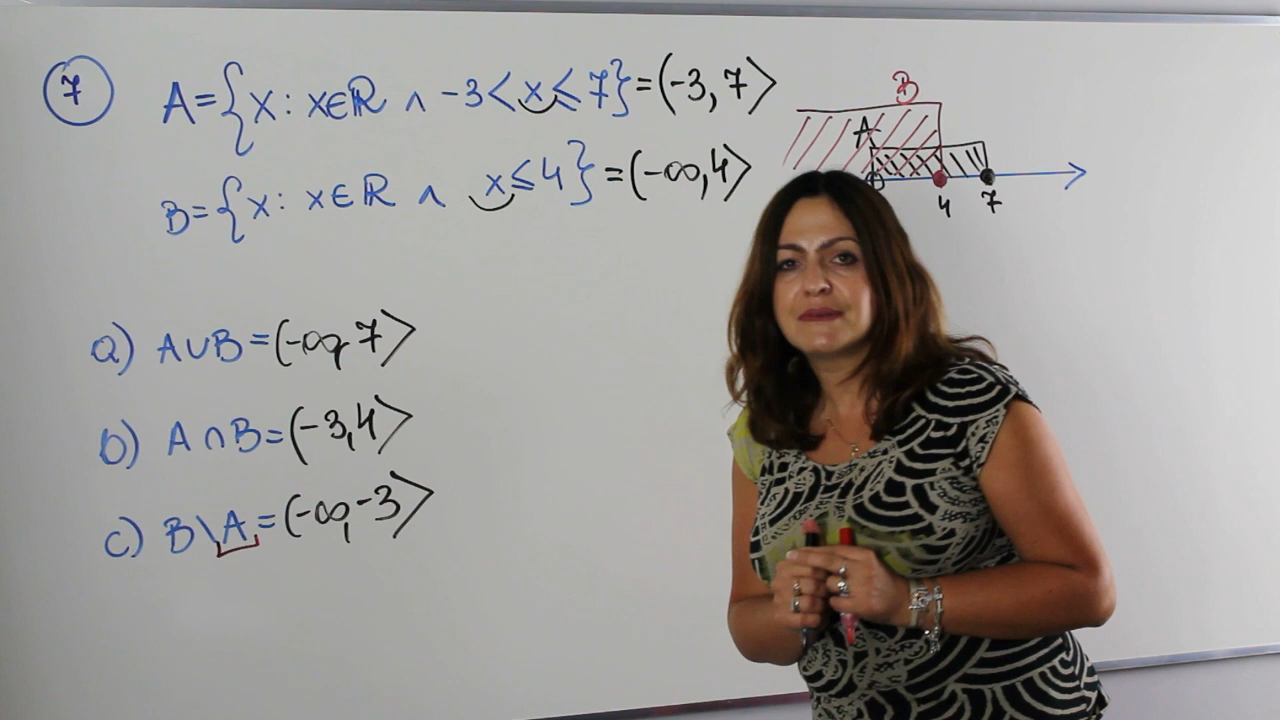 7
A={x: x∈ℝ ∧ -3<x≤7}=(-3,7⟩
B={x: x∈ℝ ∧ x≤4}=(-∞,4⟩
B
A
4 7
a) A∪B=(-∞,7⟩
b) A∩B=(-3,4⟩
c) B\A=(-∞,-3⟩